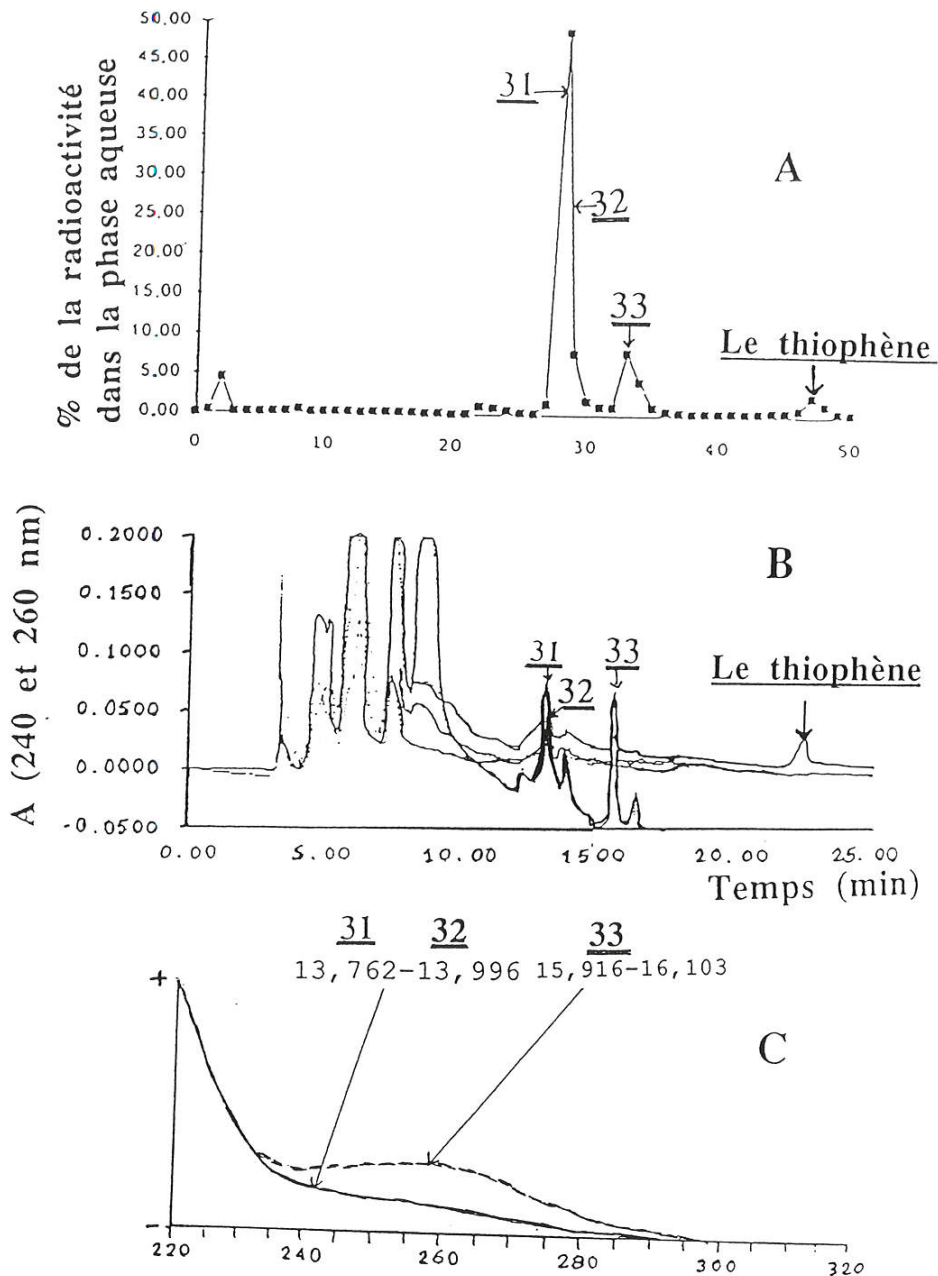 50.00
45.00
40.00
35.00
30.00
25.00
20.00
15.00
10.00
5.00
0.00
% de la radioactivité
dans la phase aqueuse
31
32
33
A
Le thiophène
0 10 20 30 40 50
A (240 et 260 nm)
0.2000
0.1500
0.1000
0.0500
0.0000
-0.0500
B
31
32
33
Le thiophène
0.00 5.00 10.00 15.00 20.00 25.00
Temps (min)
31 32 33
13,762-13,996 15,916-16,103
C
+
-
220 240 260 280 300 320